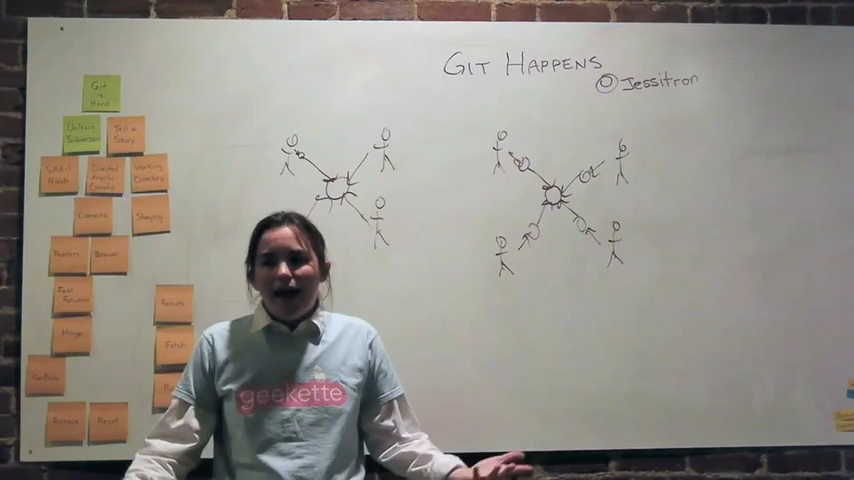 GIT HAPPENS
@Jessitron
Git is Hard
Unlearn Subversion
Tell a Story
SHA-1 Hash
Directed Acyclic Graphs
Working Directory
Commits
Staging
Pointers
Branch
Fast Forward
Remote
Merge
Fetch
Conflicts
Rebase
Reset
geekette